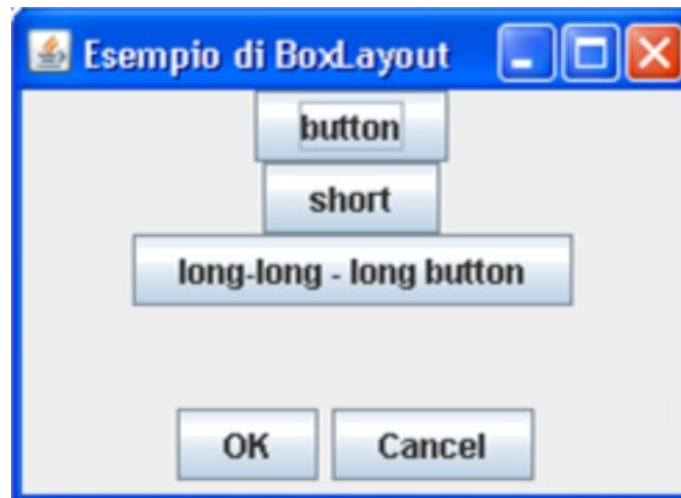 Esempio di BoxLayout
button
short
long-long - long button
OK Cancel